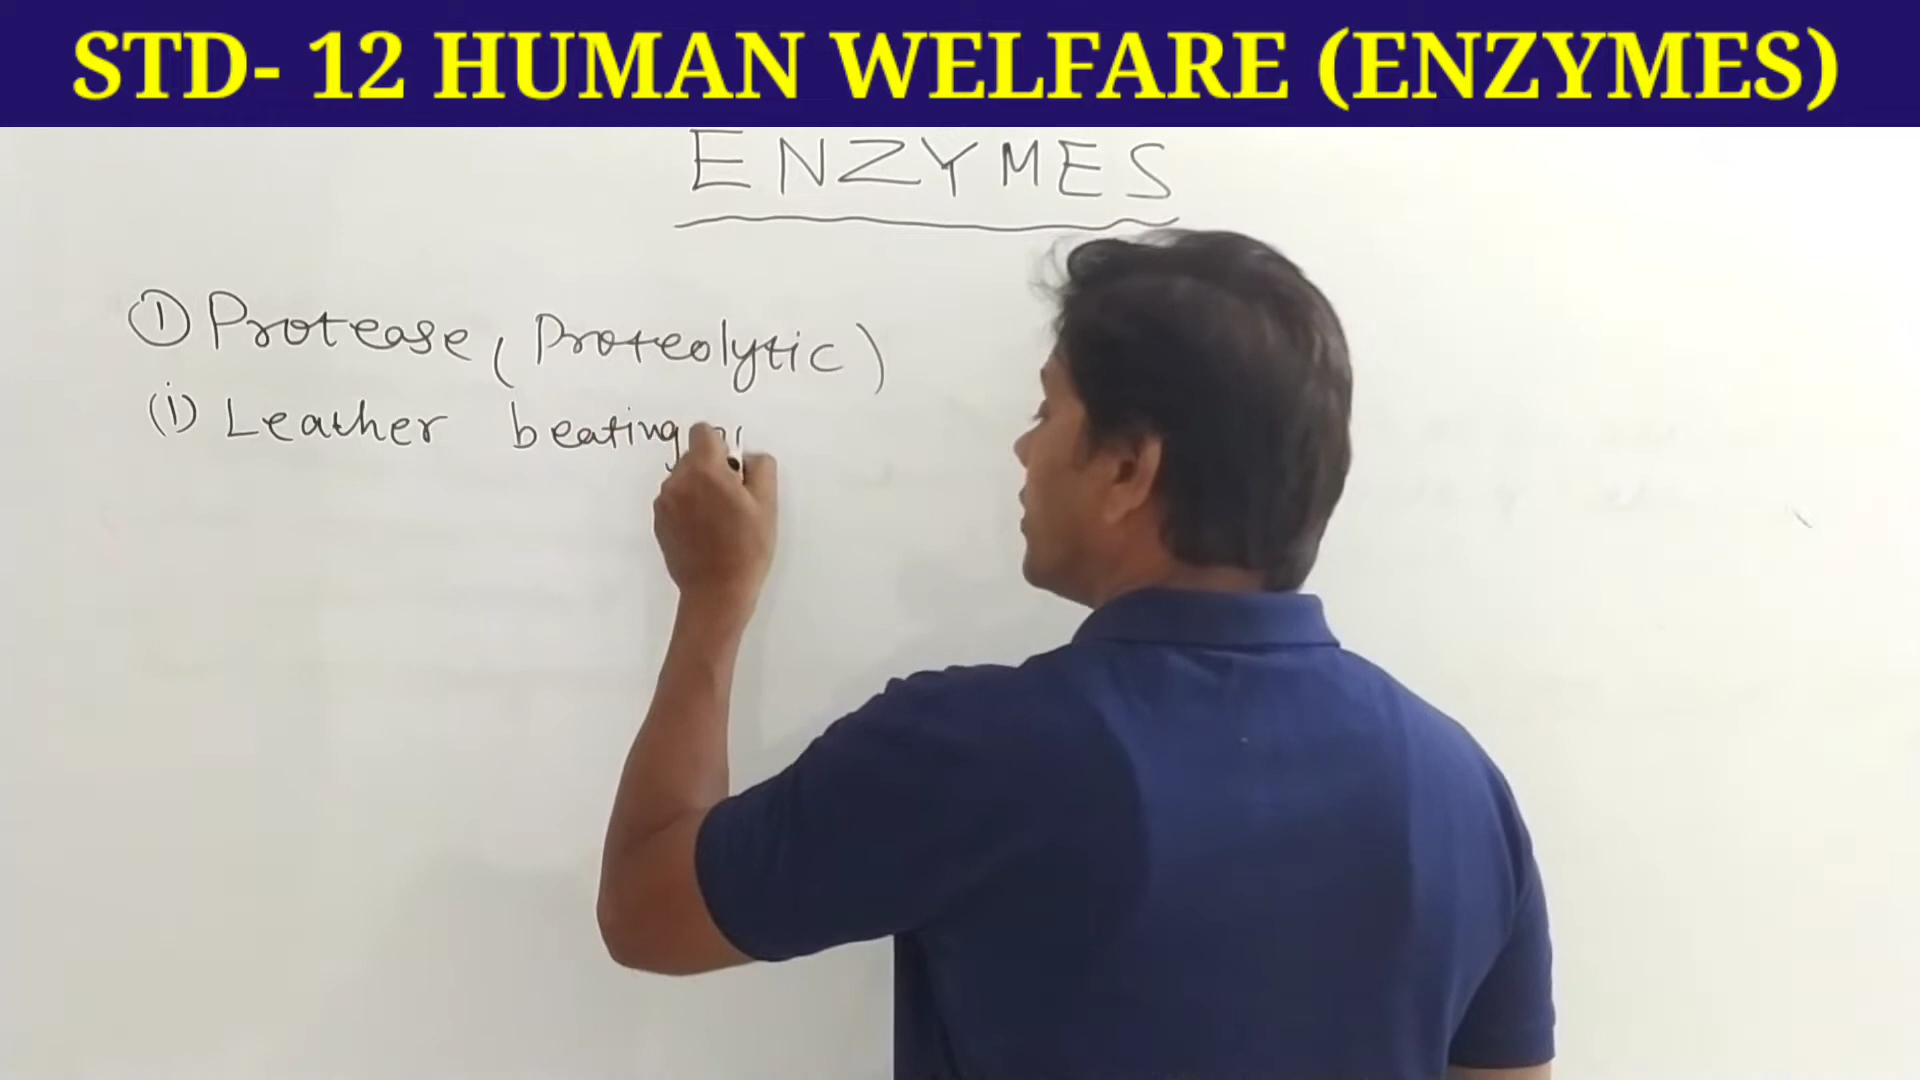 STD- 12 HUMAN WELFARE (ENZYMES)
ENZYMES
① Protease (Proteolytic)
(i) Leather beating